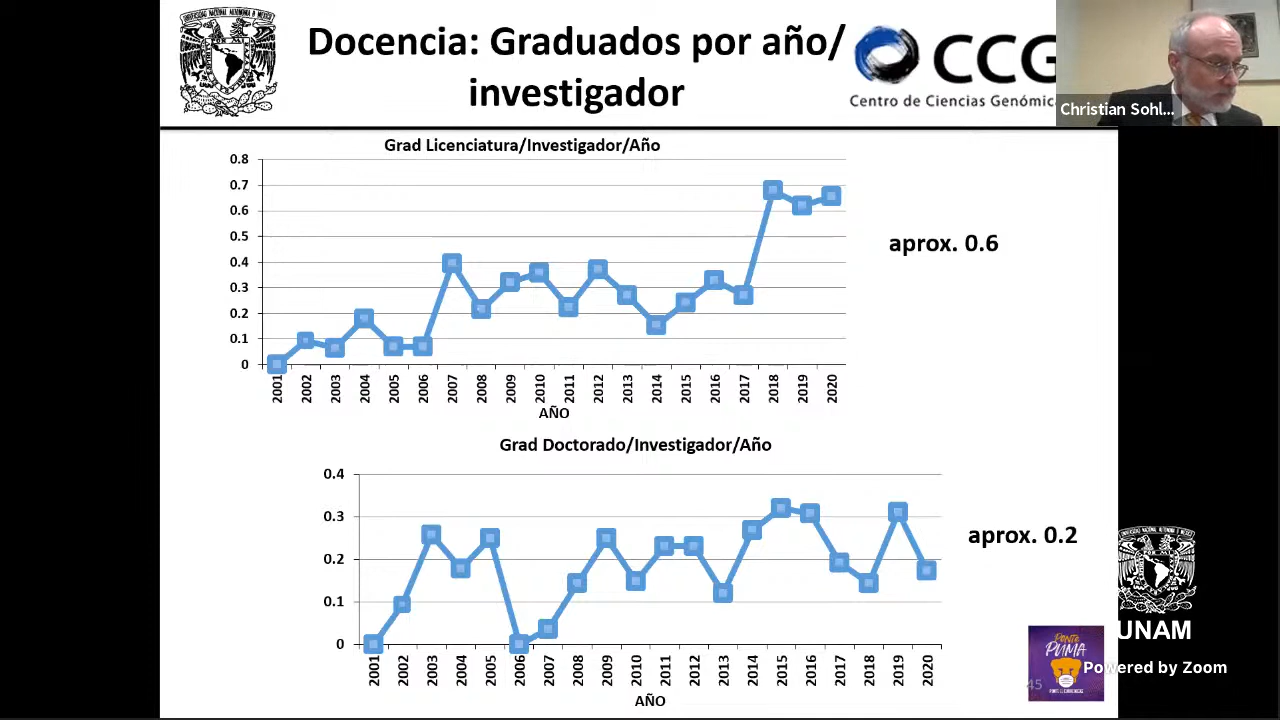 Docencia: Graduados por año/
investigador
CCG
Centro de Ciencias Genómic
Christian Sohl...
Grad Licenciatura/Investigador/Año
0.8
0.7
0.6
0.5
0.4
0.3
0.2
0.1
0
2001 2002 2003 2004 2005 2006 2007 2008 2009 2010 2011 2012 2013 2014 2015 2016 2017 2018 2019 2020
AÑO
aprox. 0.6
Grad Doctorado/Investigador/Año
0.4
0.3
0.2
0.1
0
2001 2002 2003 2004 2005 2006 2007 2008 2009 2010 2011 2012 2013 2014 2015 2016 2017 2018 2019 2020
AÑO
aprox. 0.2
UNAM
PONTE
PUMA
Powered by Zoom
45